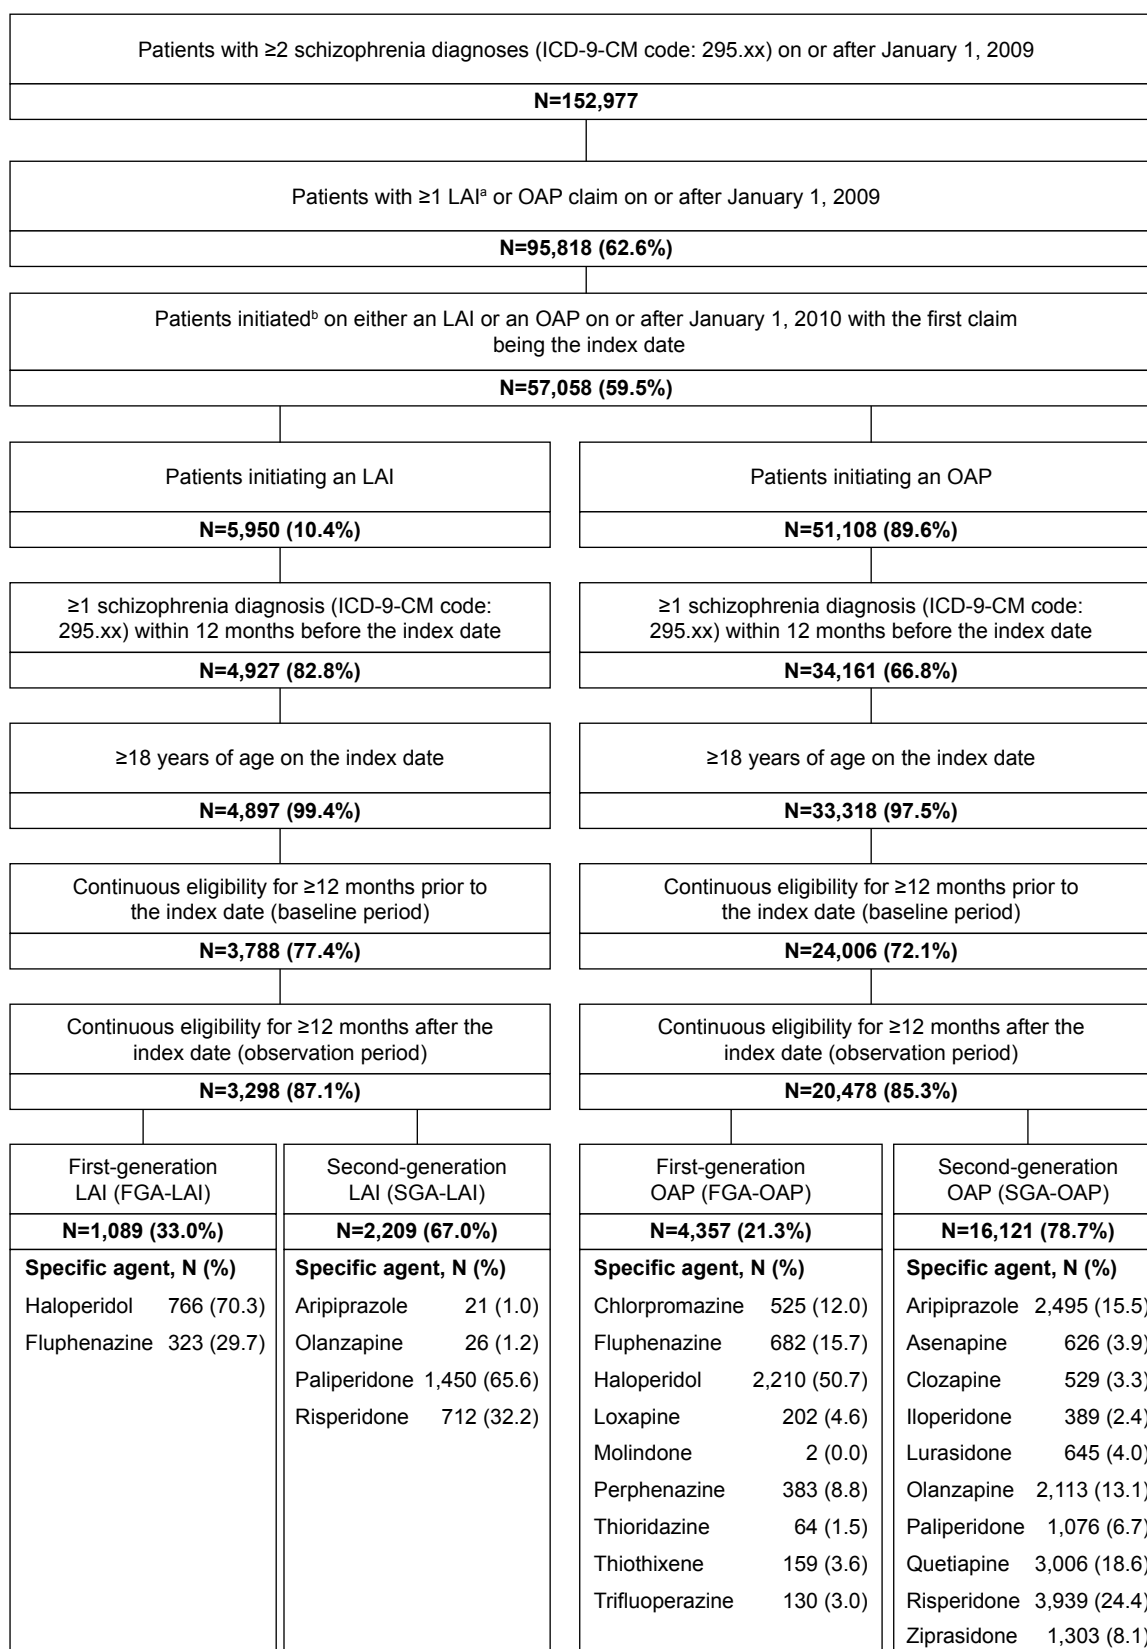 Patients with ≥2 schizophrenia diagnoses (ICD-9-CM code: 295.xx) on or after January 1, 2009
N=152,977
Patients with ≥1 LAIᵃ or OAP claim on or after January 1, 2009
N=95,818 (62.6%)
Patients initiatedᵇ on either an LAI or an OAP on or after January 1, 2010 with the first claim
being the index date
N=57,058 (59.5%)
Patients initiating an LAI
N=5,950 (10.4%)
≥1 schizophrenia diagnosis (ICD-9-CM code:
295.xx) within 12 months before the index date
N=4,927 (82.8%)
≥18 years of age on the index date
N=4,897 (99.4%)
Continuous eligibility for ≥12 months prior to
the index date (baseline period)
N=3,788 (77.4%)
Continuous eligibility for ≥12 months after the
index date (observation period)
N=3,298 (87.1%)
Patients initiating an OAP
N=51,108 (89.6%)
≥1 schizophrenia diagnosis (ICD-9-CM code:
295.xx) within 12 months before the index date
N=34,161 (66.8%)
≥18 years of age on the index date
N=33,318 (97.5%)
Continuous eligibility for ≥12 months prior to
the index date (baseline period)
N=24,006 (72.1%)
Continuous eligibility for ≥12 months after the
index date (observation period)
N=20,478 (85.3%)
First-generation
LAI (FGA-LAI)
N=1,089 (33.0%)
Specific agent, N (%)
Haloperidol 766 (70.3)
Fluphenazine 323 (29.7)
Second-generation
LAI (SGA-LAI)
N=2,209 (67.0%)
Specific agent, N (%)
Aripiprazole 21 (1.0)
Olanzapine 26 (1.2)
Paliperidone 1,450 (65.6)
Risperidone 712 (32.2)
First-generation
OAP (FGA-OAP)
N=4,357 (21.3%)
Specific agent, N (%)
Chlorpromazine 525 (12.0)
Fluphenazine 682 (15.7)
Haloperidol 2,210 (50.7)
Loxapine 202 (4.6)
Molindone 2 (0.0)
Perphenazine 383 (8.8)
Thioridazine 64 (1.5)
Thiothixene 159 (3.6)
Trifluoperazine 130 (3.0)
Second-generation
OAP (SGA-OAP)
N=16,121 (78.7%)
Specific agent, N (%)
Aripiprazole 2,495 (15.5)
Asenapine 626 (3.9)
Clozapine 529 (3.3)
Iloperidone 389 (2.4)
Lurasidone 645 (4.0)
Olanzapine 2,113 (13.1)
Paliperidone 1,076 (6.7)
Quetiapine 3,006 (18.6)
Risperidone 3,939 (24.4)
Ziprasidone 1,303 (8.1)